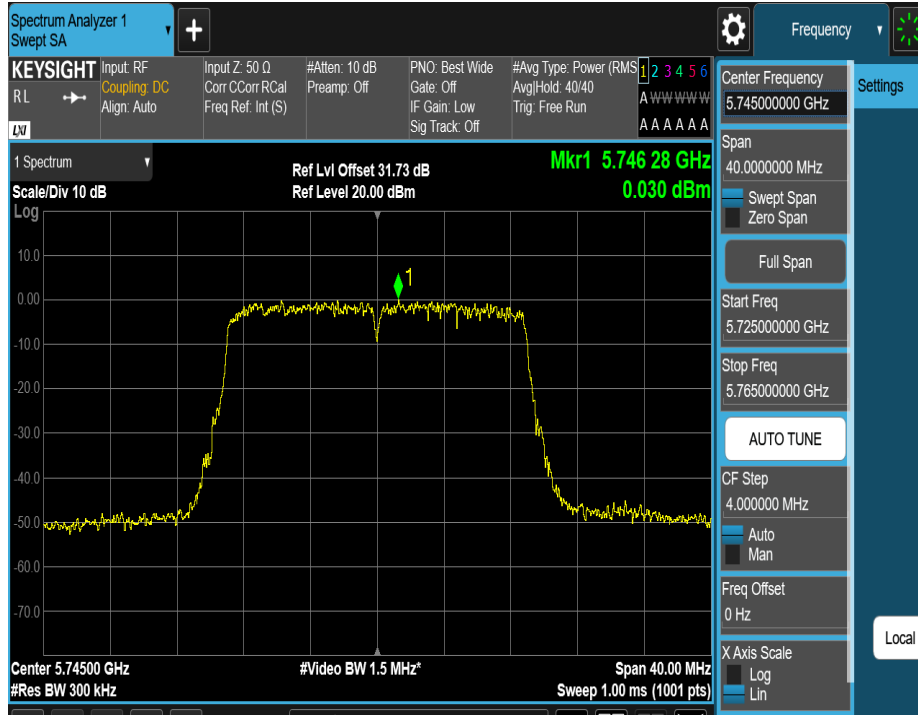 Spectrum Analyzer 1
Swept SA
+
Frequency
KEYSIGHT
R L
LXI
Input: RF
Coupling: DC
Align: Auto
Input Z: 50 Ω
Corr CCorr RCal
Freq Ref: Int (S)
#Atten: 10 dB
Preamp: Off
PNO: Best Wide
Gate: Off
IF Gain: Low
Sig Track: Off
#Avg Type: Power (RMS
Avg|Hold: 40/40
Trig: Free Run
1 2 3 4 5 6
A W W W W W
A A A A A A
1 Spectrum
Scale/Div 10 dB
Log
Ref Lvl Offset 31.73 dB
Ref Level 20.00 dBm
Mkr1 5.746 28 GHz
0.030 dBm
1
10.0
0.00
-10.0
-20.0
-30.0
-40.0
-50.0
-60.0
-70.0
Center 5.74500 GHz
#Video BW 1.5 MHz*
Span 40.00 MHz
#Res BW 300 kHz
Sweep 1.00 ms (1001 pts)
Center Frequency
5.745000000 GHz
Settings
Span
40.0000000 MHz
Swept Span
Zero Span
Full Span
Start Freq
5.725000000 GHz
Stop Freq
5.765000000 GHz
AUTO TUNE
CF Step
4.000000 MHz
Auto
Man
Freq Offset
0 Hz
X Axis Scale
Log
Lin
Local